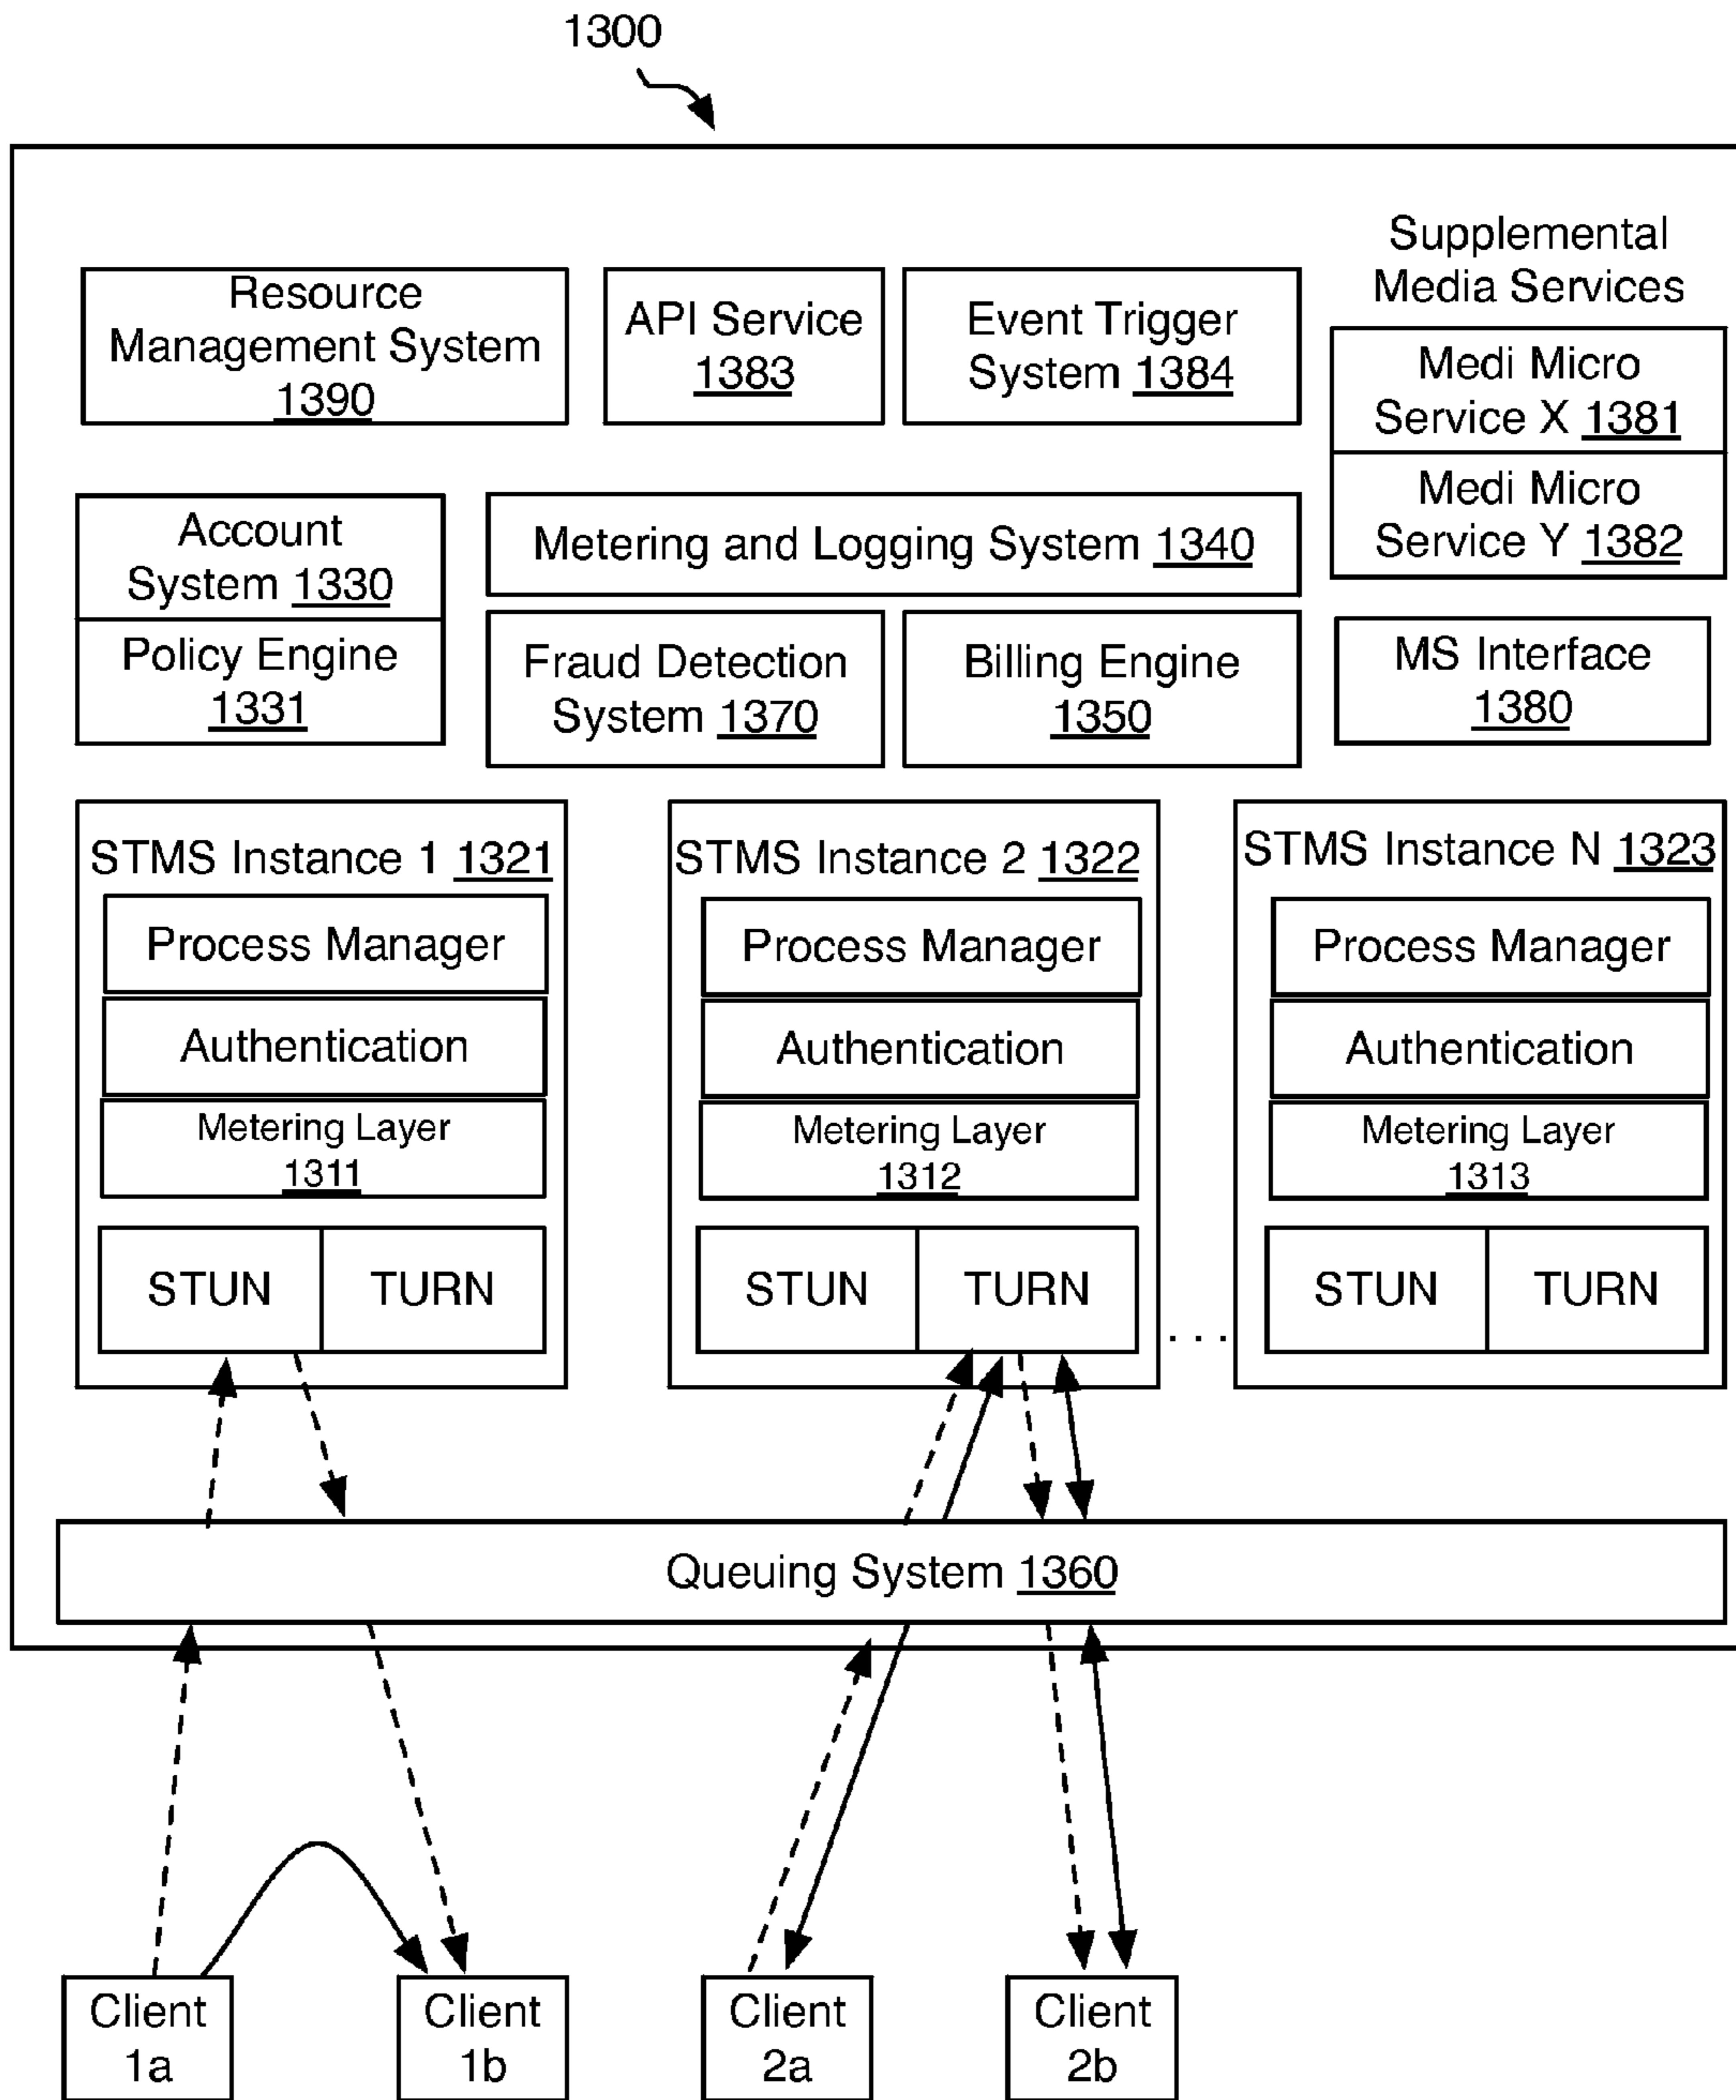 1300
Resource
Management System
1390
API Service
1383
Event Trigger
System 1384
Supplemental
Media Services
Medi Micro
Service X 1381
Medi Micro
Service Y 1382
Account
System 1330
Policy Engine
1331
Metering and Logging System 1340
Fraud Detection
System 1370
Billing Engine
1350
MS Interface
1380
STMS Instance 1 1321
Process Manager
Authentication
Metering Layer
1311
STUN
TURN
STMS Instance 2 1322
Process Manager
Authentication
Metering Layer
1312
STUN
TURN
. . .
STMS Instance N 1323
Process Manager
Authentication
Metering Layer
1313
STUN
TURN
Queuing System 1360
Client
1a
Client
1b
Client
2a
Client
2b